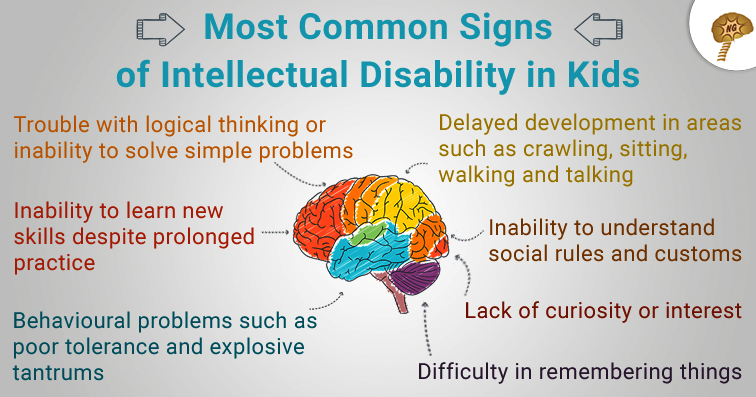 Most Common Signs
of Intellectual Disability in Kids
NG
Trouble with logical thinking or
inability to solve simple problems
Delayed development in areas
such as crawling, sitting,
walking and talking
Inability to learn new
skills despite prolonged
practice
Inability to understand
social rules and customs
Lack of curiosity or interest
Behavioural problems such as
poor tolerance and explosive
tantrums
Difficulty in remembering things